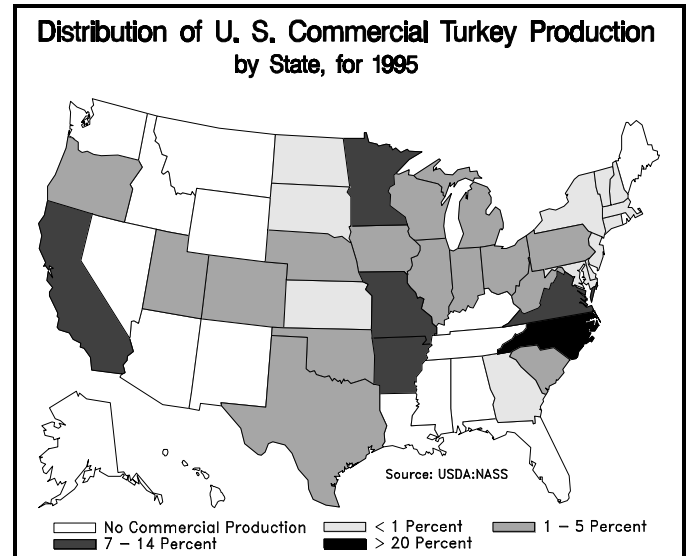 Distribution of U. S. Commercial Turkey Production
by State, for 1995
Source: USDA:NASS
No Commercial Production
< 1 Percent
1 - 5 Percent
7 - 14 Percent
> 20 Percent